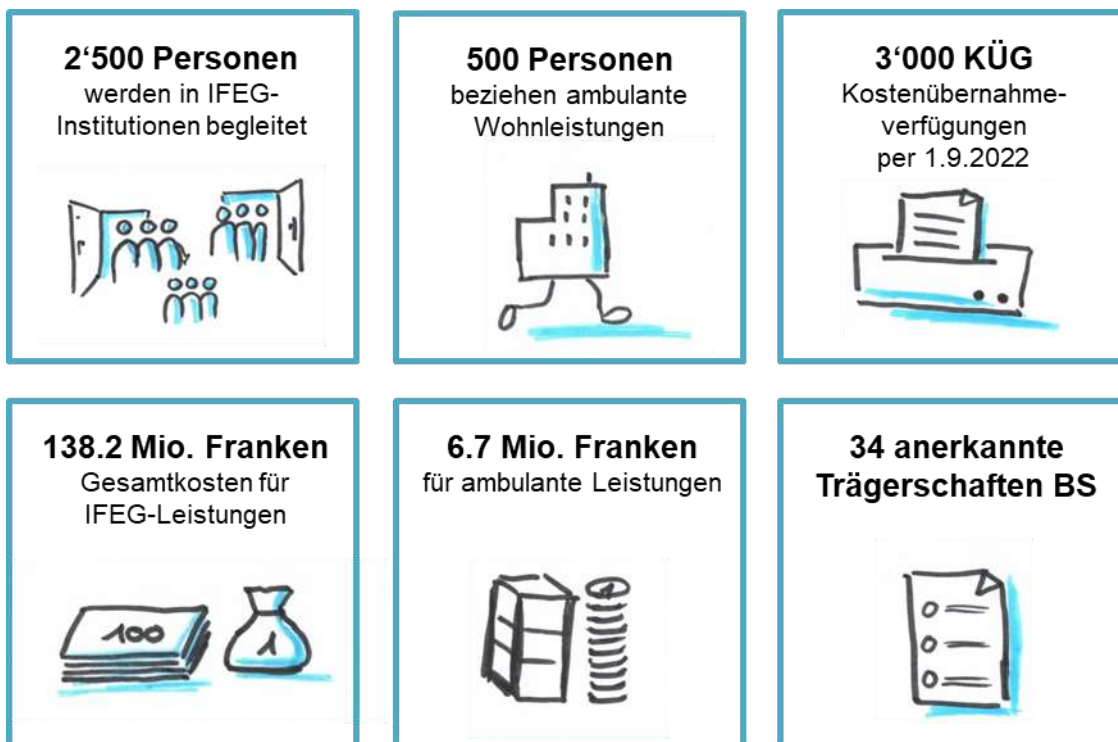 2‘500 Personen
werden in IFEG-
Institutionen begleitet
500 Personen
beziehen ambulante
Wohnleistungen
3‘000 KÜG
Kostenübernahme-
verfügungen
per 1.9.2022
138.2 Mio. Franken
Gesamtkosten für
IFEG-Leistungen
100
1
6.7 Mio. Franken
für ambulante Leistungen
1
34 anerkannte
Trägerschaften BS